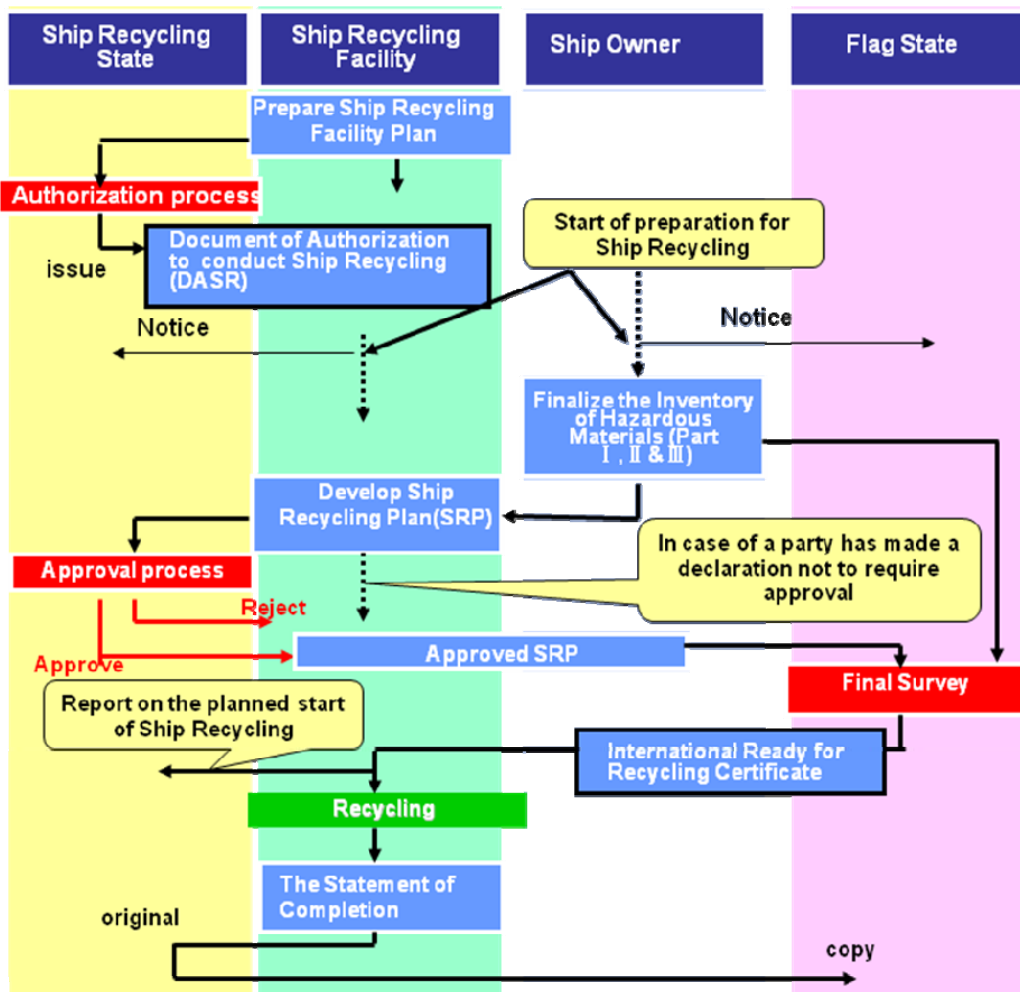 Ship Recycling
State
Ship Recycling
Facility
Ship Owner
Flag State
Prepare Ship Recycling
Facility Plan
Authorization process
Start of preparation for
Ship Recycling
Document of Authorization
to conduct Ship Recycling
(DASR)
issue
Notice
Notice
Finalize the Inventory
of Hazardous
Materials (Part
Ⅰ, Ⅱ & Ⅲ)
Develop Ship
Recycling Plan(SRP)
In case of a party has made a
declaration not to require
approval
Approval process
Reject
Approve
Approved SRP
Final Survey
Report on the planned start
of Ship Recycling
International Ready for
Recycling Certificate
Recycling
The Statement of
Completion
original
copy